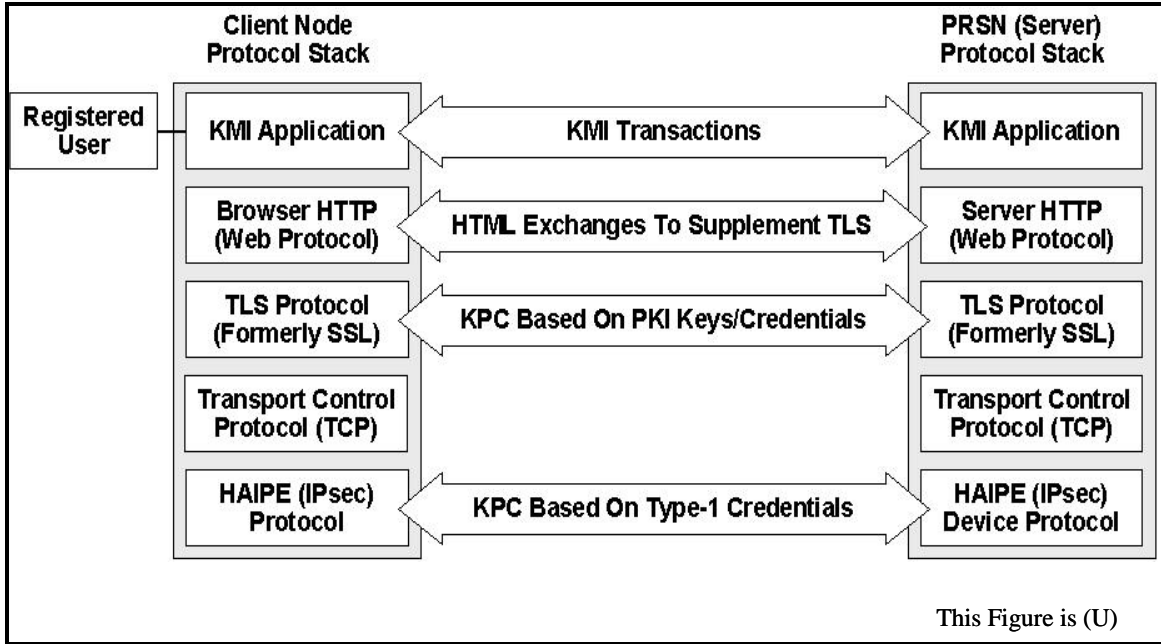 Client Node
Protocol Stack
PRSN (Server)
Protocol Stack
Registered
User
KMI Application
KMI Transactions
KMI Application
Browser HTTP
(Web Protocol)
HTML Exchanges To Supplement TLS
Server HTTP
(Web Protocol)
TLS Protocol
(Formerly SSL)
KPC Based On PKI Keys/Credentials
TLS Protocol
(Formerly SSL)
Transport Control
Protocol (TCP)
Transport Control
Protocol (TCP)
HAIPE (IPsec)
Protocol
KPC Based On Type-1 Credentials
HAIPE (IPsec)
Device Protocol
This Figure is (U)